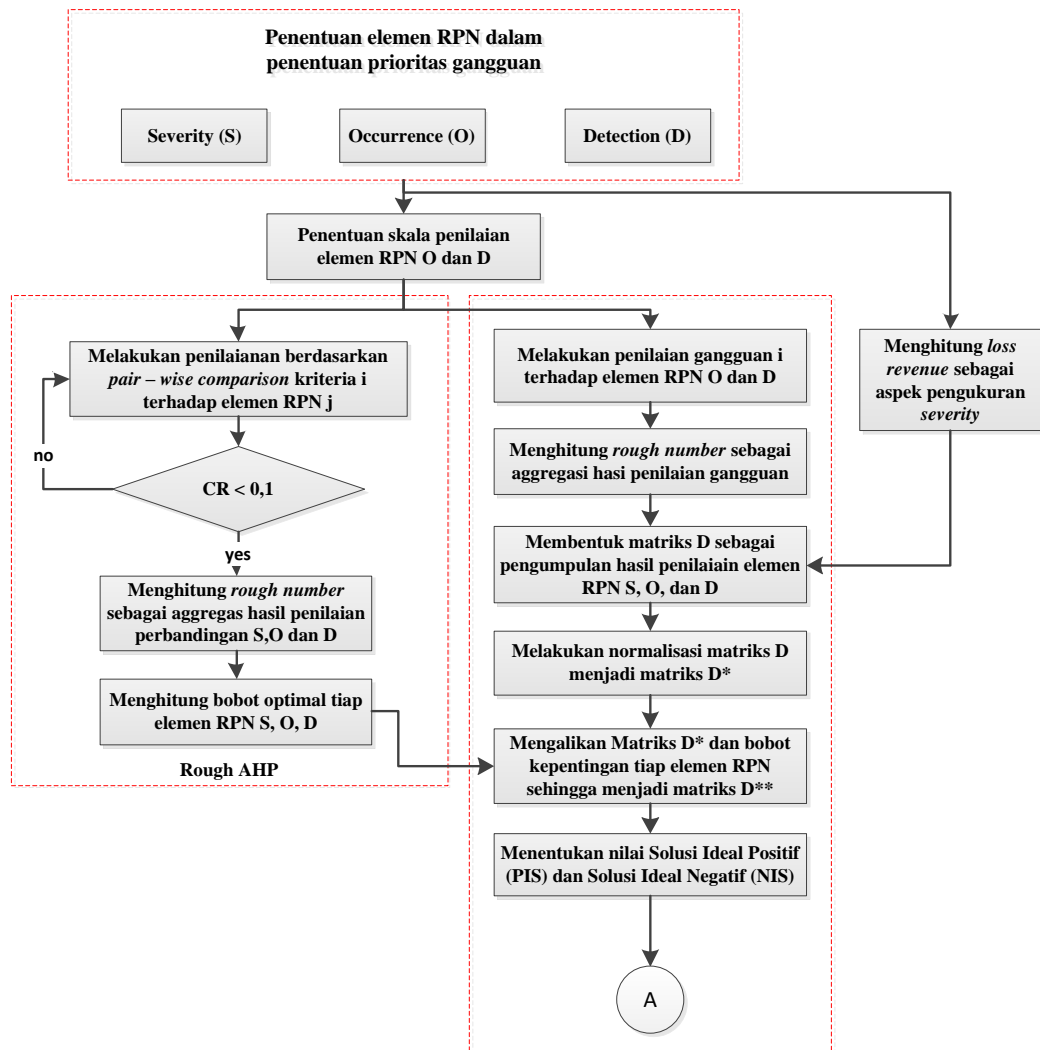 Penentuan elemen RPN dalam
penentuan prioritas gangguan
Severity (S)
Occurrence (O)
Detection (D)
Penentuan skala penilaian
elemen RPN O dan D
Melakukan penilaianan berdasarkan
pair – wise comparison kriteria i
terhadap elemen RPN j
no
CR < 0,1
yes
Menghitung rough number
sebagai aggregas hasil penilaian
perbandingan S,O dan D
Menghitung bobot optimal tiap
elemen RPN S, O, D
Rough AHP
Melakukan penilaian gangguan i
terhadap elemen RPN O dan D
Menghitung rough number sebagai
aggregasi hasi penilaian gangguan
Membentuk matriks D sebagai
pengumpulan hasil penilaiain elemen
RPN S, O, dan D
Melakukan normalisasi matriks D
menjadi matriks D*
Mengalikan Matriks D* dan bobot
kepentingan tiap elemen RPN
sehingga menjadi matriks D**
Menentukan nilai Solusi Ideal Positif
(PIS) dan Solusi Ideal Negatif (NIS)
A
Menghitung loss
revenue sebagai
aspek pengukuran
severity